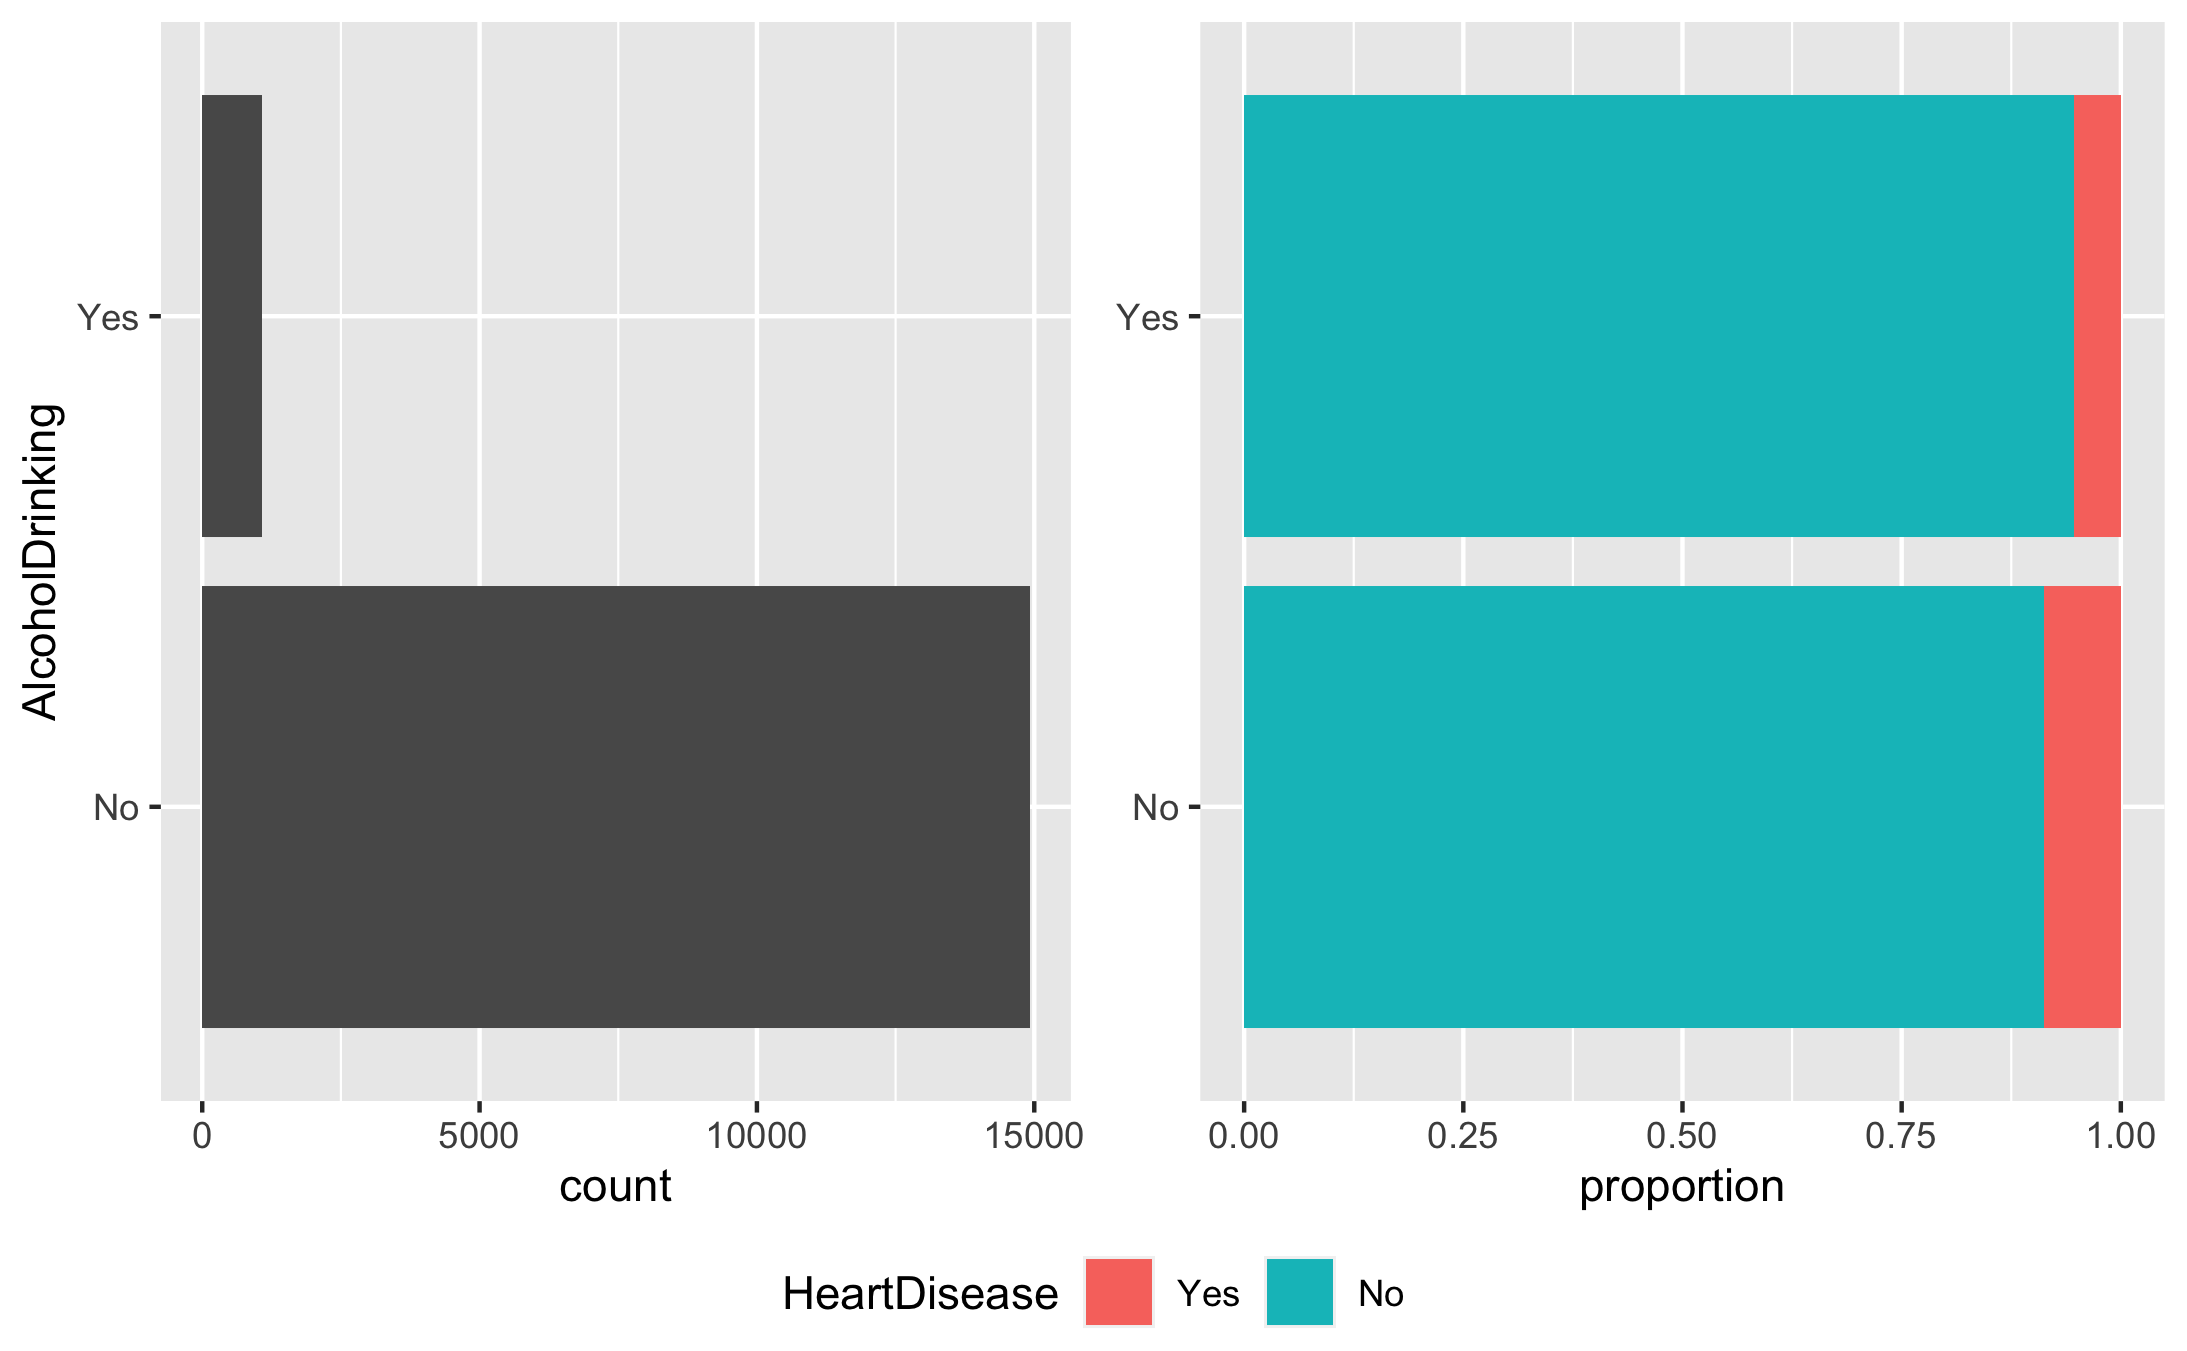 AlcoholDrinking
Yes
No
0 5000 10000 15000
count
Yes
No
0.00 0.25 0.50 0.75 1.00
proportion
HeartDisease Yes No